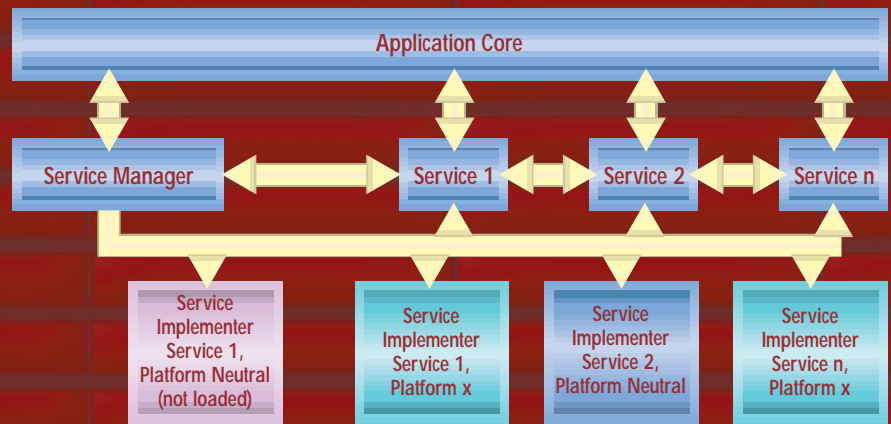 Application Core
Service Manager
Service 1
Service 2
Service n
Service
Implementer
Service 1,
Platform Neutral
(not loaded)
Service
Implementer
Service 1,
Platform x
Service
Implementer
Service 2,
Platform Neutral
Service
Implementer
Service n,
Platform x